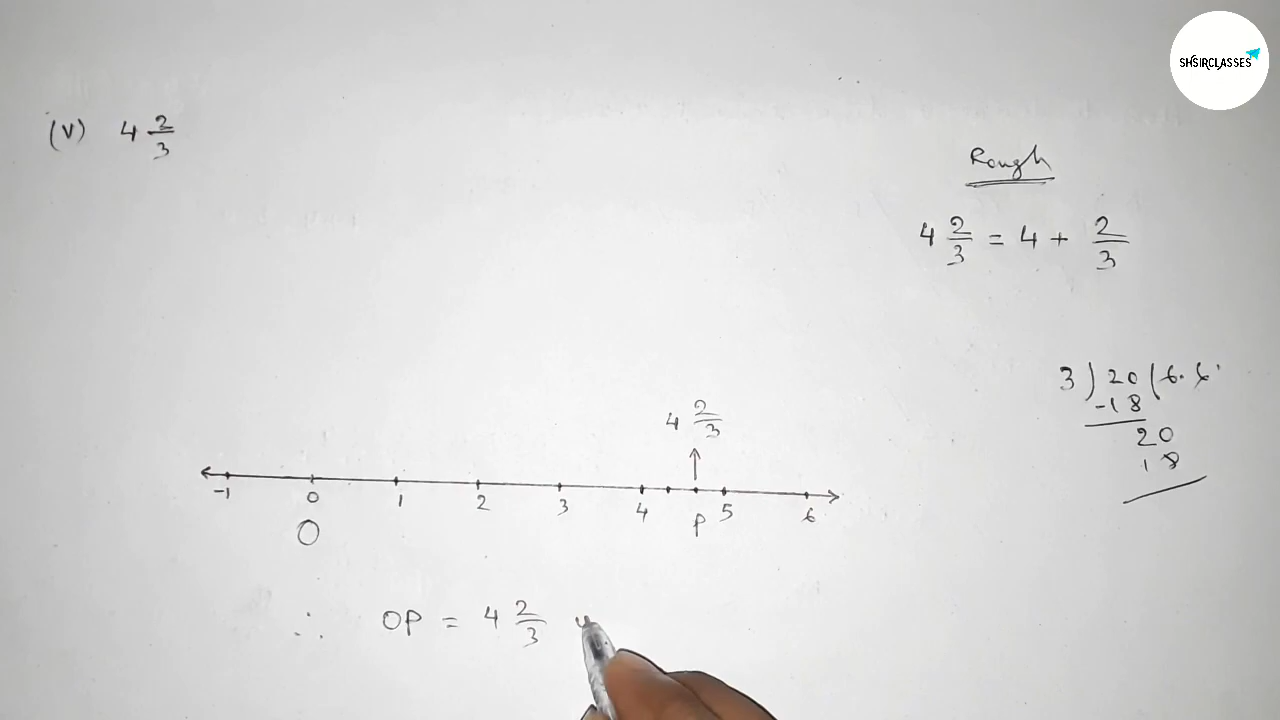 SHSIRCLASSES
(V) 4 2/3
Rough
4 2/3 = 4 + 2/3
3 ) 20 ( 6.6
-18
20
18
4 2/3
-1 0 1 2 3 4 P 5 6
O
∴ OP = 4 2/3